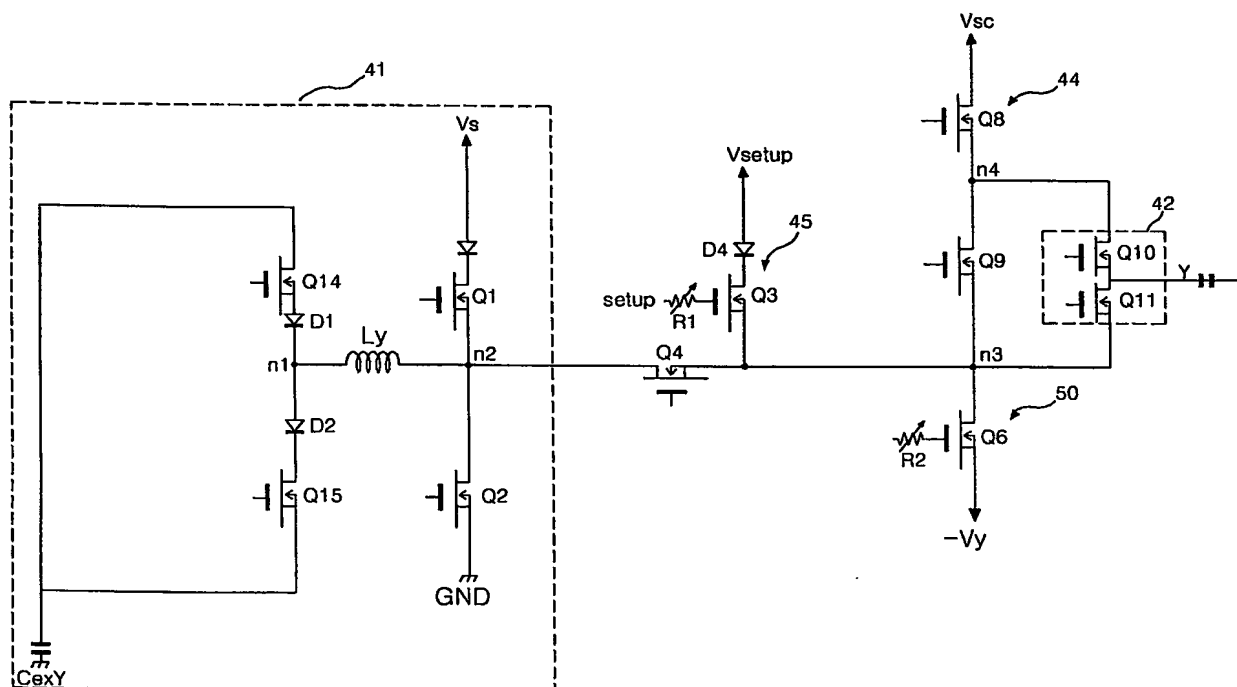 41
Vs
Q14
D1
Q1
n1
Ly
n2
D2
Q15
Q2
GND
CexY
Vsetup
45
D4
setup
R1
Q3
Q4
Vsc
44
Q8
n4
42
Q9
Q10
Y
Q11
n3
50
R2
Q6
-Vy